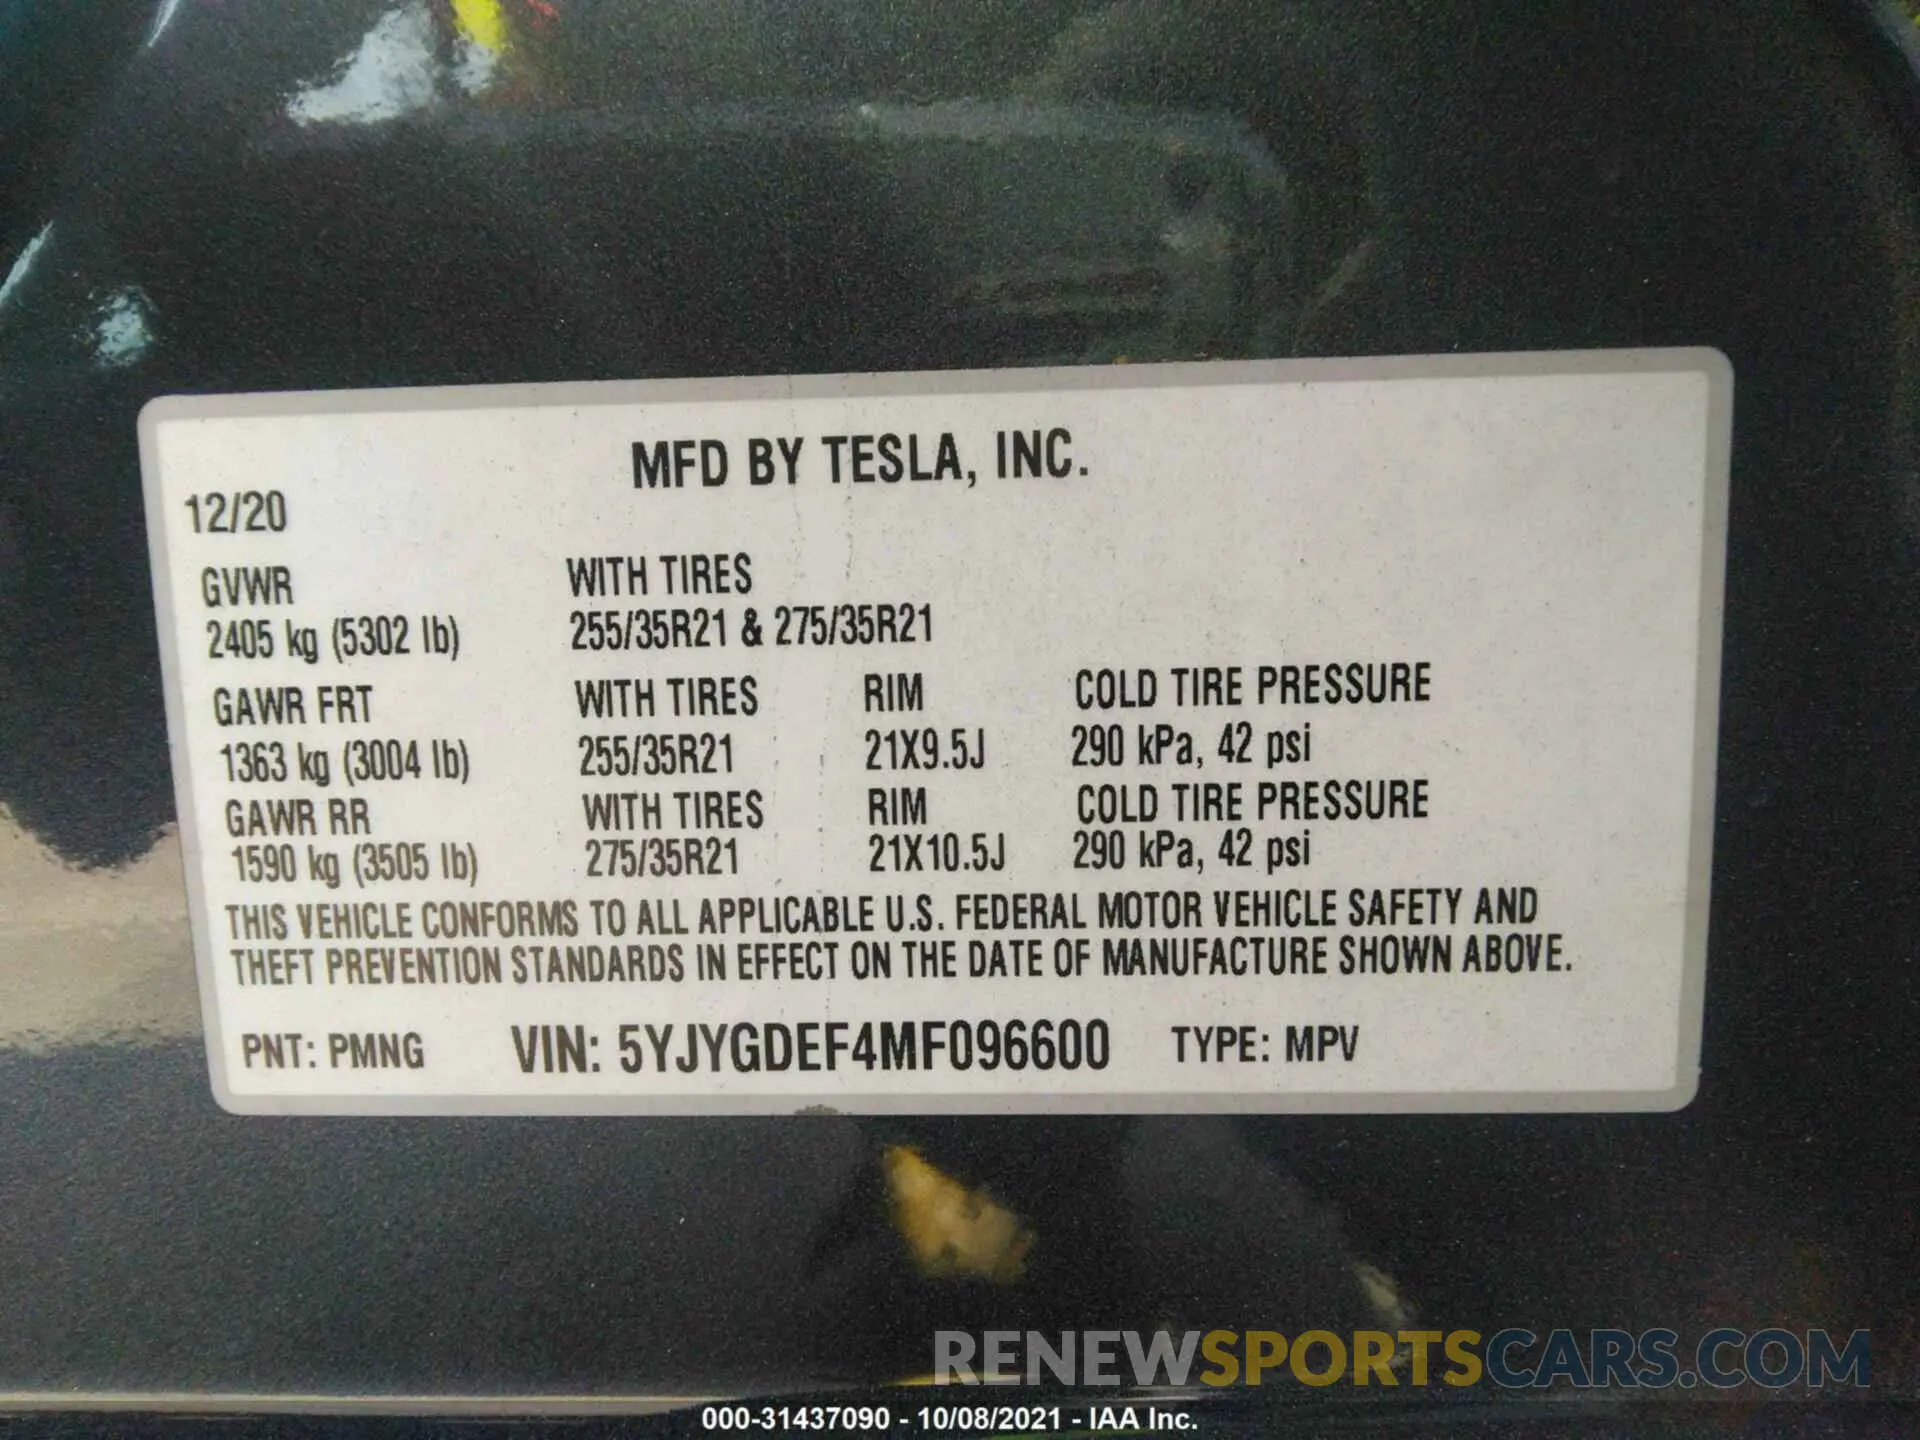 MFD BY TESLA, INC.
12/20
GVWR WITH TIRES
2405 kg (5302 lb) 255/35R21 & 275/35R21
GAWR FRT WITH TIRES RIM COLD TIRE PRESSURE
1363 kg (3004 lb) 255/35R21 21X9.5J 290 kPa, 42 psi
GAWR RR WITH TIRES RIM COLD TIRE PRESSURE
1590 kg (3505 lb) 275/35R21 21X10.5J 290 kPa, 42 psi
THIS VEHICLE CONFORMS TO ALL APPLICABLE U.S. FEDERAL MOTOR VEHICLE SAFETY AND
THEFT PREVENTION STANDARDS IN EFFECT ON THE DATE OF MANUFACTURE SHOWN ABOVE.
PNT: PMNG VIN: 5YJYGDEF4MF096600 TYPE: MPV
RENEWSPORTSCARS.COM
000-31437090 - 10/08/2021 - IAA Inc.